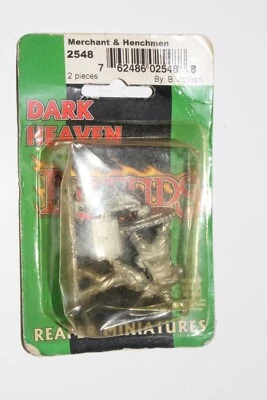 Merchant & Henchmen
2548
7 62486 02548 8
2 pieces
By: B
DARK
HEAVEN
REAPER MINIATURES